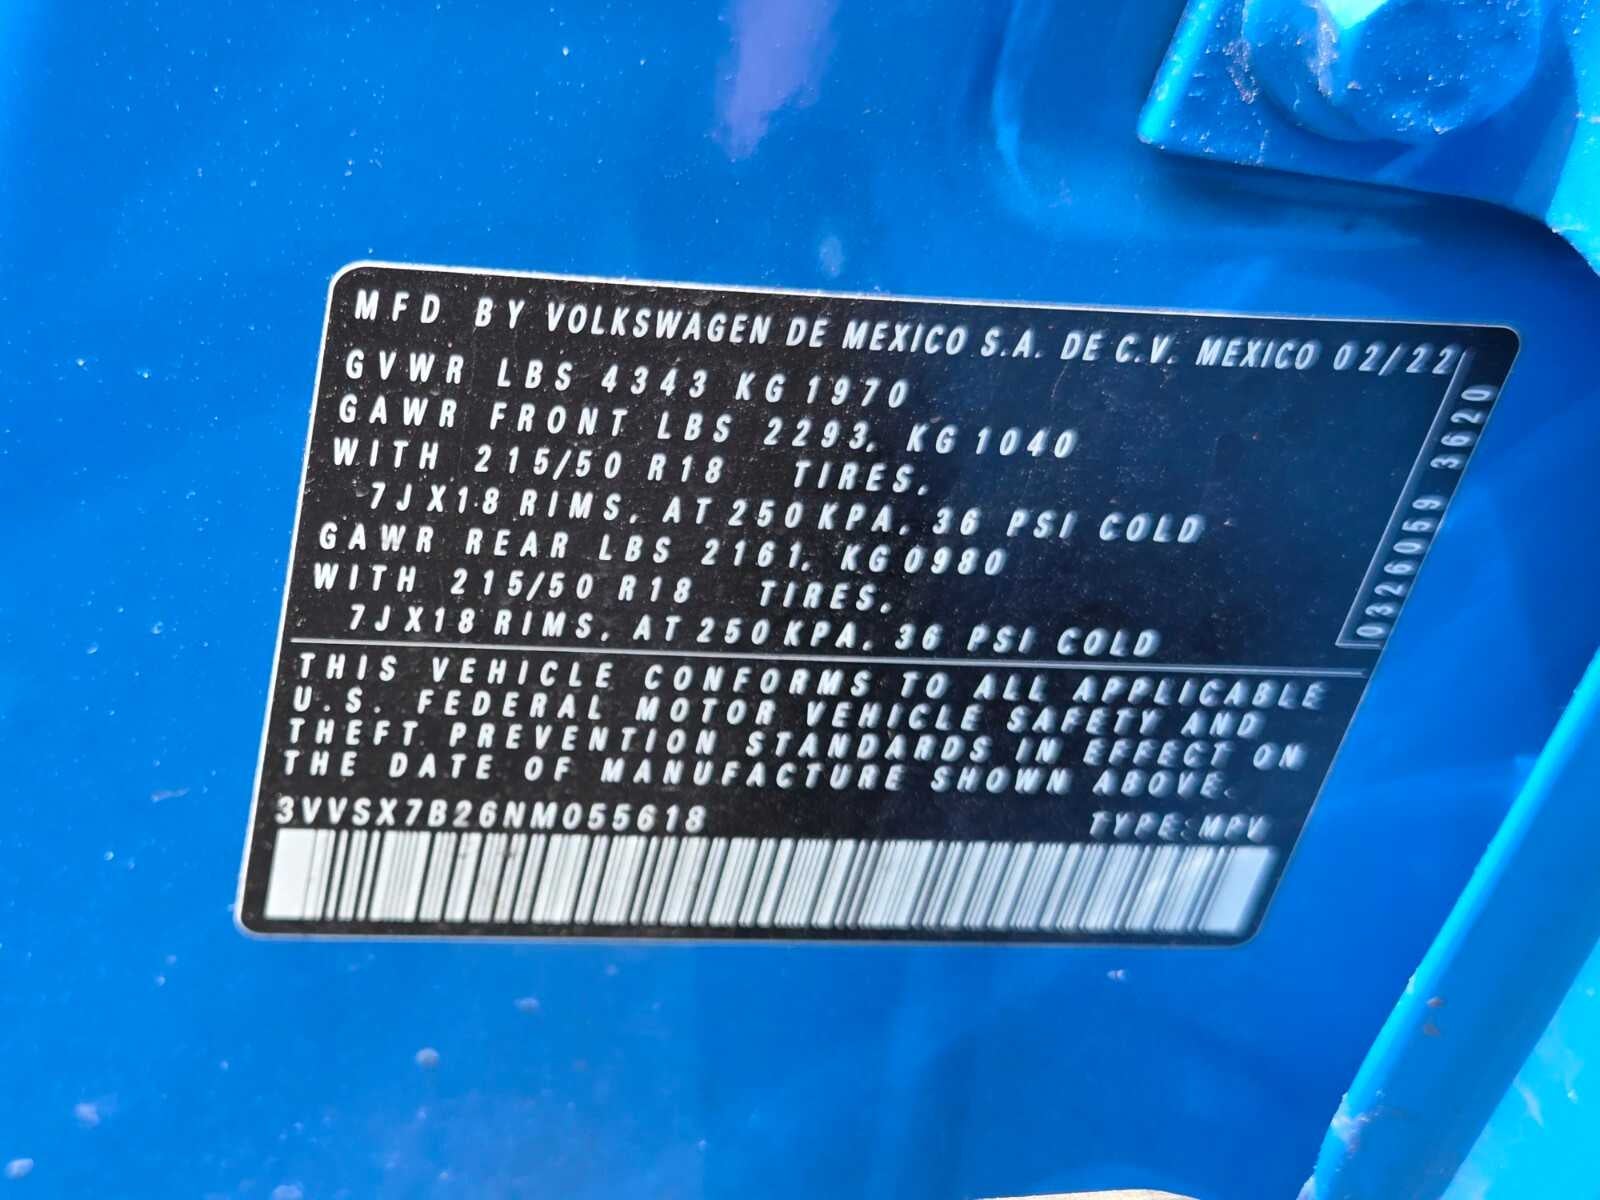 MFD BY VOLKSWAGEN DE MEXICO S.A. DE C.V. MEXICO 02/22
GVWR LBS 4343 KG 1970
GAWR FRONT LBS 2293, KG 1040
WITH 215/50 R18 TIRES,
7JX18 RIMS, AT 250KPA, 36 PSI COLD
GAWR REAR LBS 2161, KG 0980
WITH 215/50 R18 TIRES,
7JX18 RIMS, AT 250KPA, 36 PSI COLD
0326059 3620
THIS VEHICLE CONFORMS TO ALL APPLICABLE
U.S. FEDERAL MOTOR VEHICLE SAFETY AND
THEFT PREVENTION STANDARDS IN EFFECT ON
THE DATE OF MANUFACTURE SHOWN ABOVE.
3VVSX7B26NM055618 TYPE: MPV